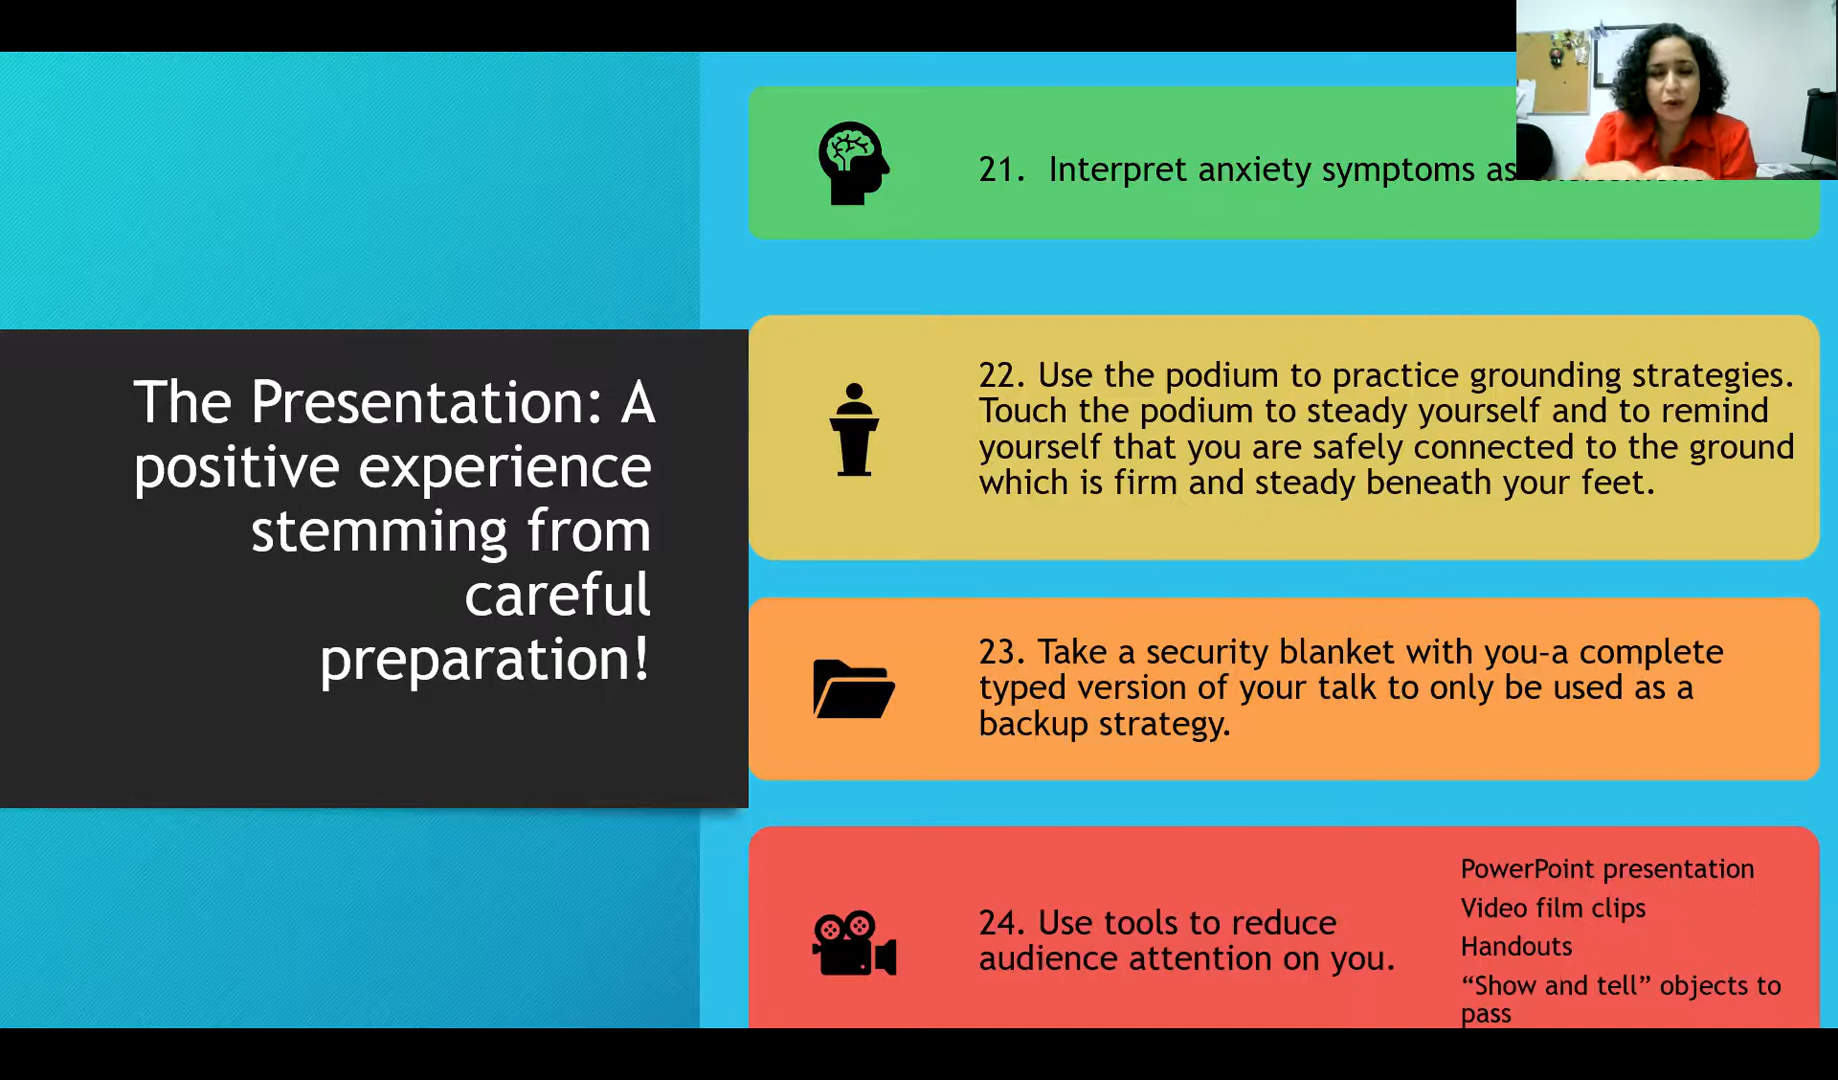 The Presentation: A
positive experience
stemming from
careful
preparation!
21. Interpret anxiety symptoms as
22. Use the podium to practice grounding strategies.
Touch the podium to steady yourself and to remind
yourself that you are safely connected to the ground
which is firm and steady beneath your feet.
23. Take a security blanket with you-a complete
typed version of your talk to only be used as a
backup strategy.
24. Use tools to reduce
audience attention on you.
PowerPoint presentation
Video film clips
Handouts
“Show and tell” objects to
pass